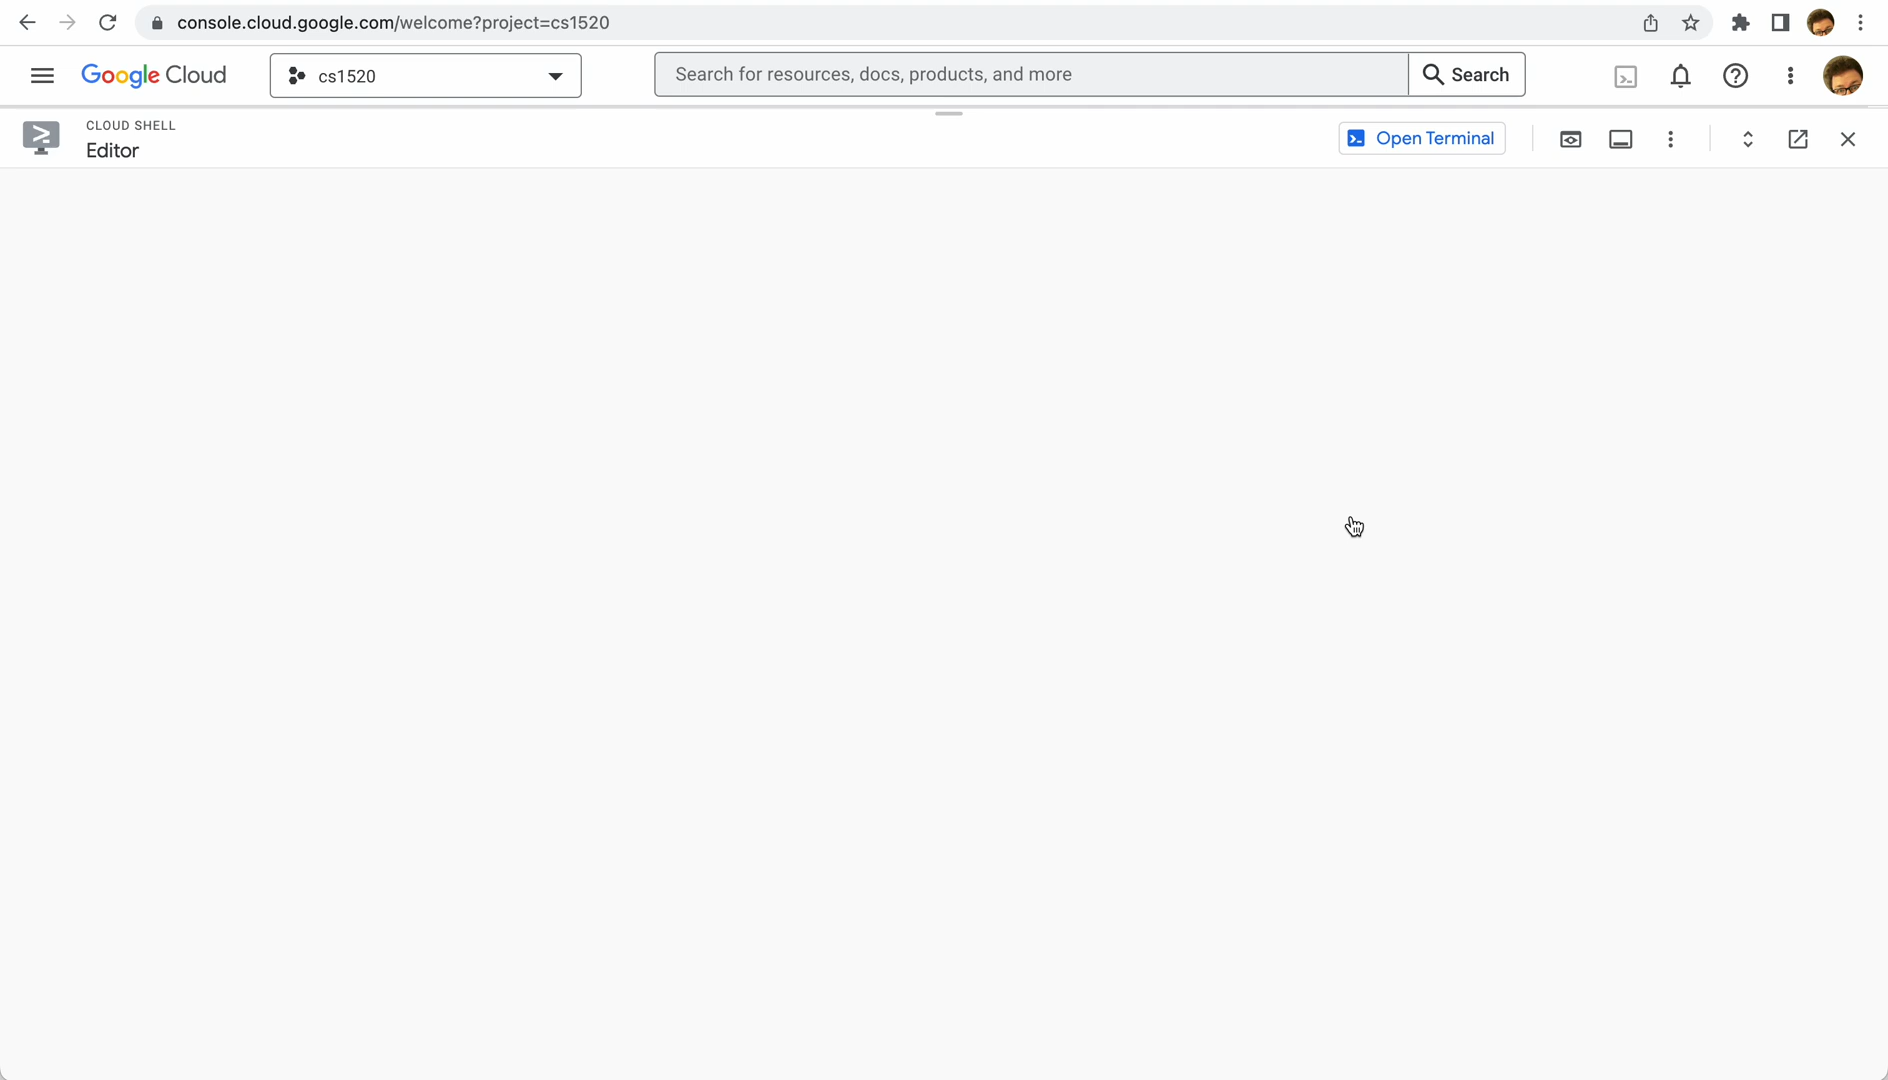 console.cloud.google.com/welcome?project=cs1520
Google Cloud
cs1520
Search for resources, docs, products, and more
Search
CLOUD SHELL
Editor
Open Terminal